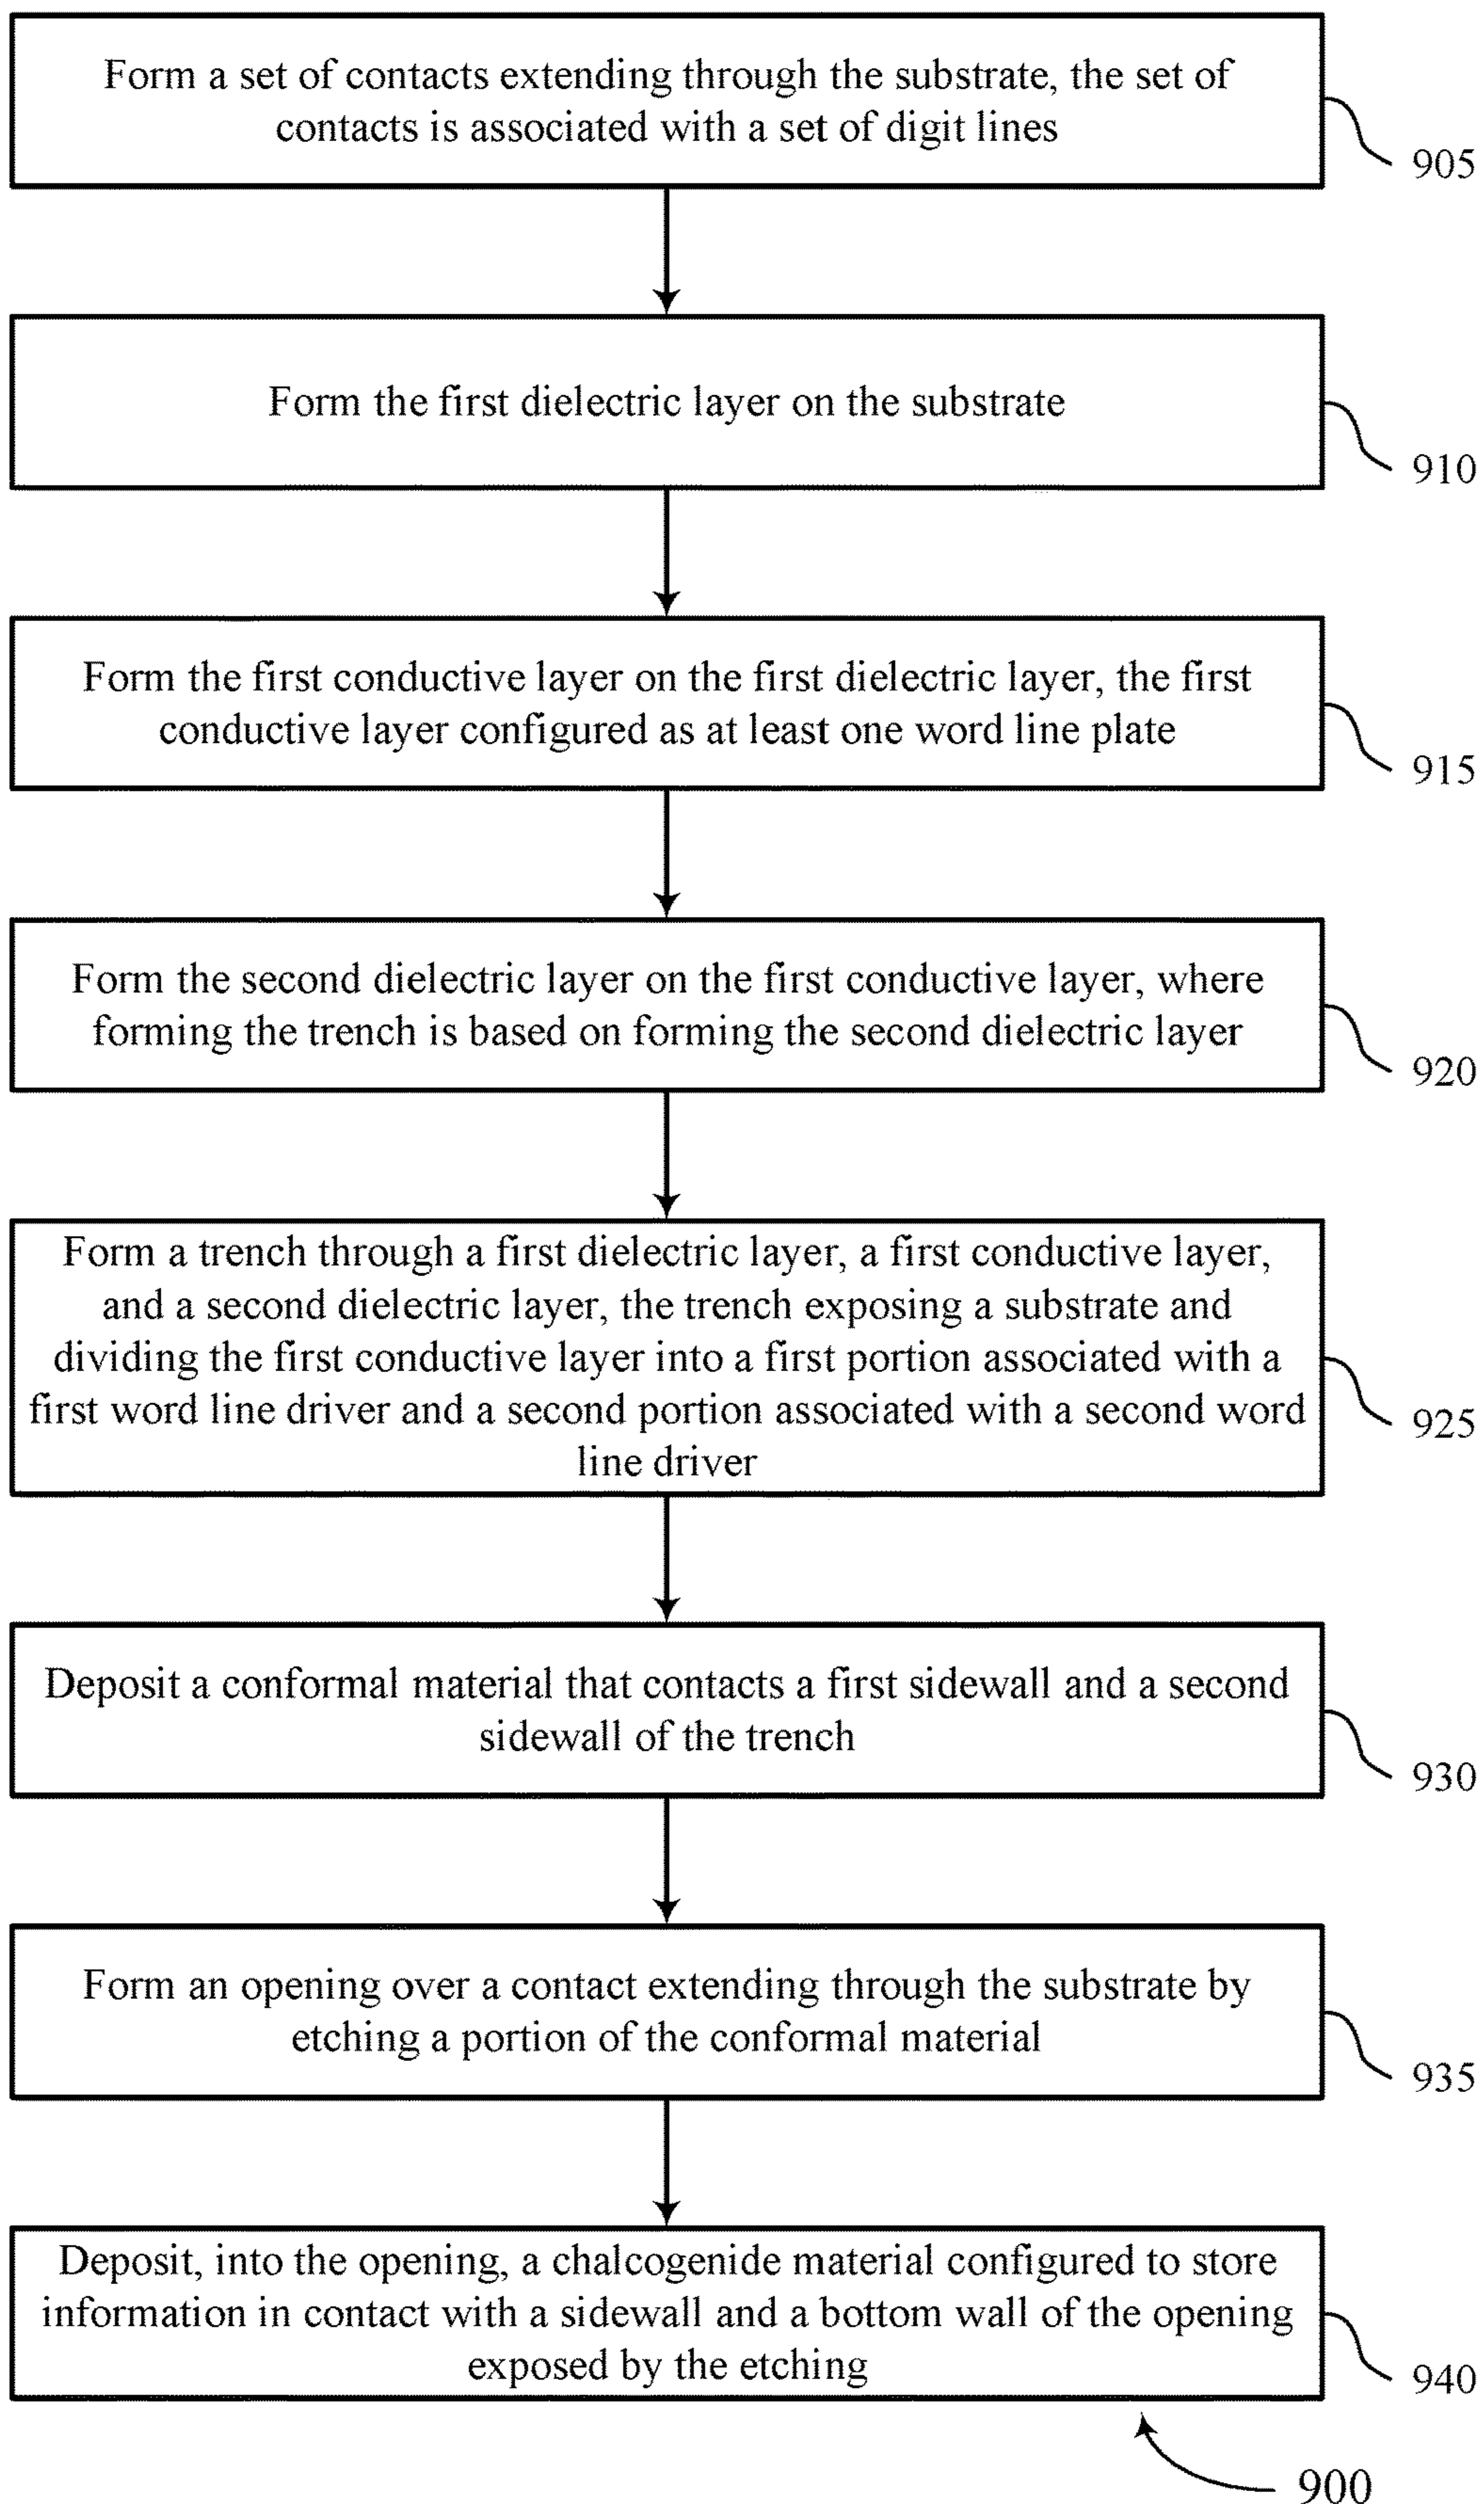 Form a set of contacts extending through the substrate, the set of
contacts is associated with a set of digit lines
905
Form the first dielectric layer on the substrate
910
Form the first conductive layer on the first dielectric layer, the first
conductive layer configured as at least one word line plate
915
Form the second dielectric layer on the first conductive layer, where
forming the trench is based on forming the second dielectric layer
920
Form a trench through a first dielectric layer, a first conductive layer,
and a second dielectric layer, the trench exposing a substrate and
dividing the first conductive layer into a first portion associated with a
first word line driver and a second portion associated with a second word
line driver
925
Deposit a conformal material that contacts a first sidewall and a second
sidewall of the trench
930
Form an opening over a contact extending through the substrate by
etching a portion of the conformal material
935
Deposit, into the opening, a chalcogenide material configured to store
information in contact with a sidewall and a bottom wall of the opening
exposed by the etching
940
900